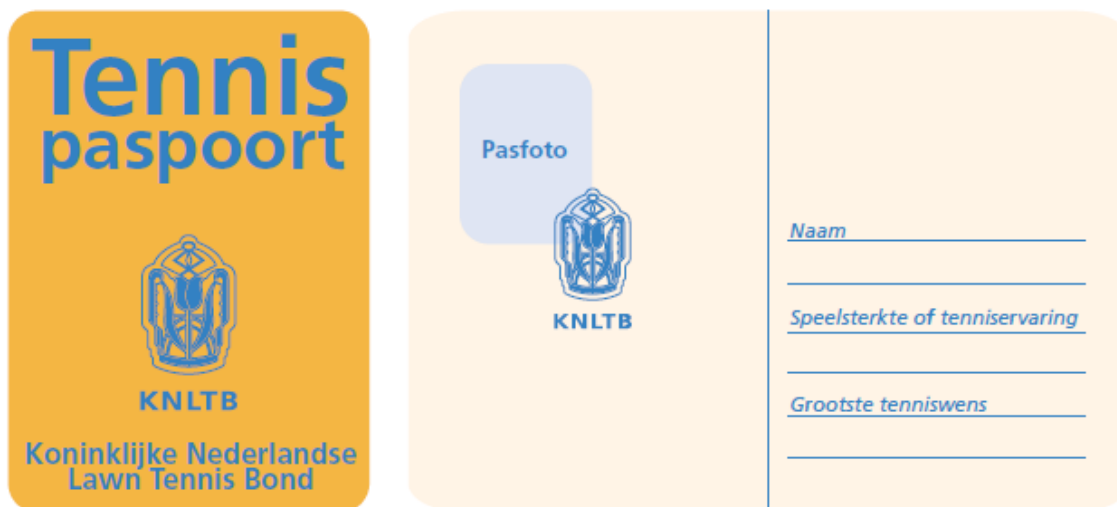 Tennis
paspoort
KNLTB
Koninklijke Nederlandse
Lawn Tennis Bond
Pasfoto
KNLTB
Naam
Speelsterkte of tenniservaring
Grootste tenniswens